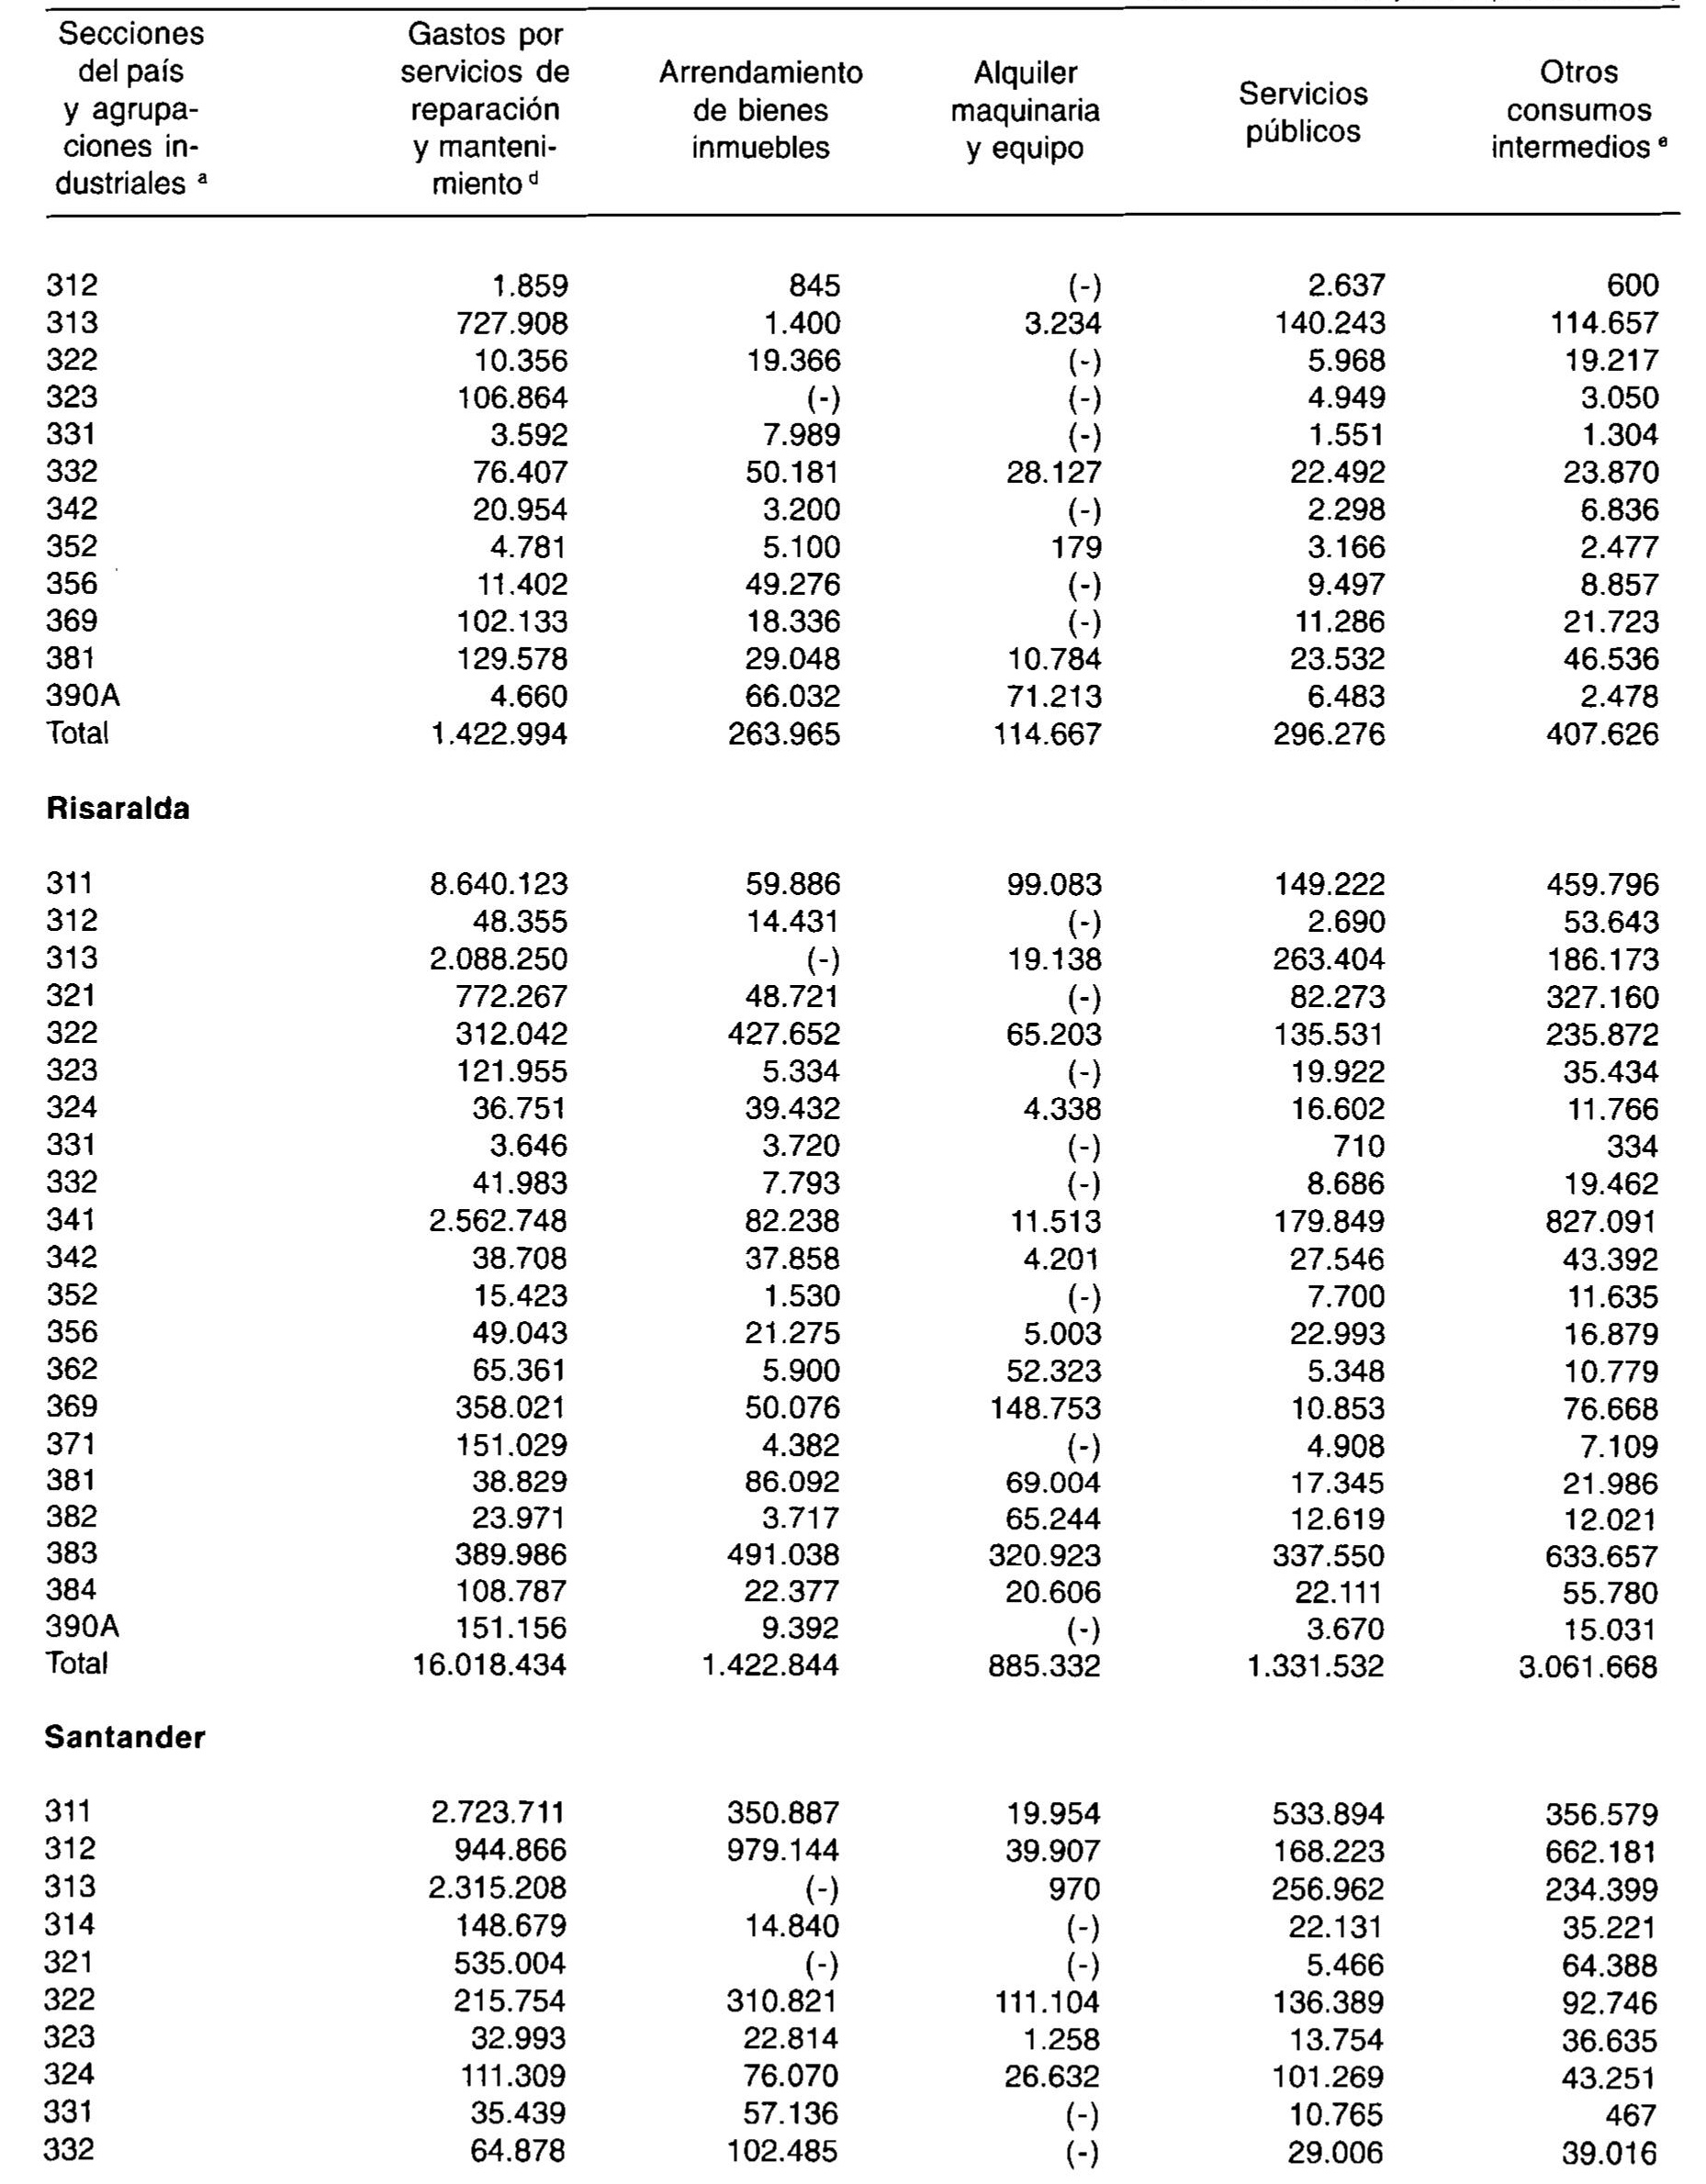 Secciones del país y agrupa- ciones in- dustriales a | Gastos por servicios de reparación y manteni- miento d | Arrendamiento de bienes inmuebles | Alquiler maquinaria y equipo | Servicios públicos | Otros consumos intermedios e
312 1.859 845 (-) 2.637 600
313 727.908 1.400 3.234 140.243 114.657
322 10.356 19.366 (-) 5.968 19.217
323 106.864 (-) (-) 4.949 3.050
331 3.592 7.989 (-) 1.551 1.304
332 76.407 50.181 28.127 22.492 23.870
342 20.954 3.200 (-) 2.298 6.836
352 4.781 5.100 179 3.166 2.477
356 11.402 49.276 (-) 9.497 8.857
369 102.133 18.336 (-) 11.286 21.723
381 129.578 29.048 10.784 23.532 46.536
390A 4.660 66.032 71.213 6.483 2.478
Total 1.422.994 263.965 114.667 296.276 407.626
Risaralda
311 8.640.123 59.886 99.083 149.222 459.796
312 48.355 14.431 (-) 2.690 53.643
313 2.088.250 (-) 19.138 263.404 186.173
321 772.267 48.721 (-) 82.273 327.160
322 312.042 427.652 65.203 135.531 235.872
323 121.955 5.334 (-) 19.922 35.434
324 36.751 39.432 4.338 16.602 11.766
331 3.646 3.720 (-) 710 334
332 41.983 7.793 (-) 8.686 19.462
341 2.562.748 82.238 11.513 179.849 827.091
342 38.708 37.858 4.201 27.546 43.392
352 15.423 1.530 (-) 7.700 11.635
356 49.043 21.275 5.003 22.993 16.879
362 65.361 5.900 52.323 5.348 10.779
369 358.021 50.076 148.753 10.853 76.668
371 151.029 4.382 (-) 4.908 7.109
381 38.829 86.092 69.004 17.345 21.986
382 23.971 3.717 65.244 12.619 12.021
383 389.986 491.038 320.923 337.550 633.657
384 108.787 22.377 20.606 22.111 55.780
390A 151.156 9.392 (-) 3.670 15.031
Total 16.018.434 1.422.844 885.332 1.331.532 3.061.668
Santander
311 2.723.711 350.887 19.954 533.894 356.579
312 944.866 979.144 39.907 168.223 662.181
313 2.315.208 (-) 970 256.962 234.399
314 148.679 14.840 (-) 22.131 35.221
321 535.004 (-) (-) 5.466 64.388
322 215.754 310.821 111.104 136.389 92.746
323 32.993 22.814 1.258 13.754 36.635
324 111.309 76.070 26.632 101.269 43.251
331 35.439 57.136 (-) 10.765 467
332 64.878 102.485 (-) 29.006 39.016